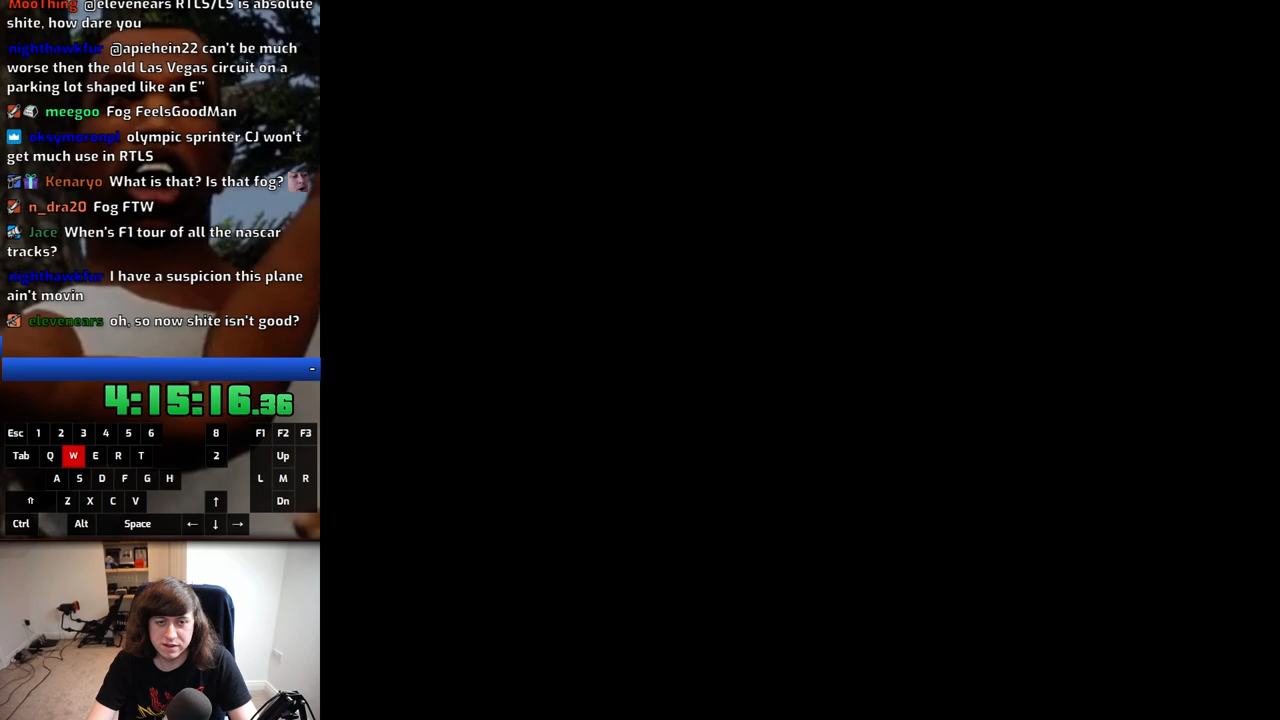 MooThing @elevenears RTLS/LS is absolute
shite, how dare you
nighthawkfur @apiehein22 can't be much
worse then the old Las Vegas circuit on a
parking lot shaped like an E"
meegoo Fog FeelsGoodMan
oksymoronpl olympic sprinter CJ won't
get much use in RTLS
Kenaryo What is that? Is that fog?
n_dra20 Fog FTW
Jace When's F1 tour of all the nascar
tracks?
nighthawkfur I have a suspicion this plane
ain't movin
elevenears oh, so now shite isn't good?
-
4:15:16.36
Esc 1 2 3 4 5 6 8 F1 F2 F3
Tab Q W E R T 2 Up
A S D F G H L M R
⇧ Z X C V ↑ Dn
Ctrl Alt Space ← ↓ →